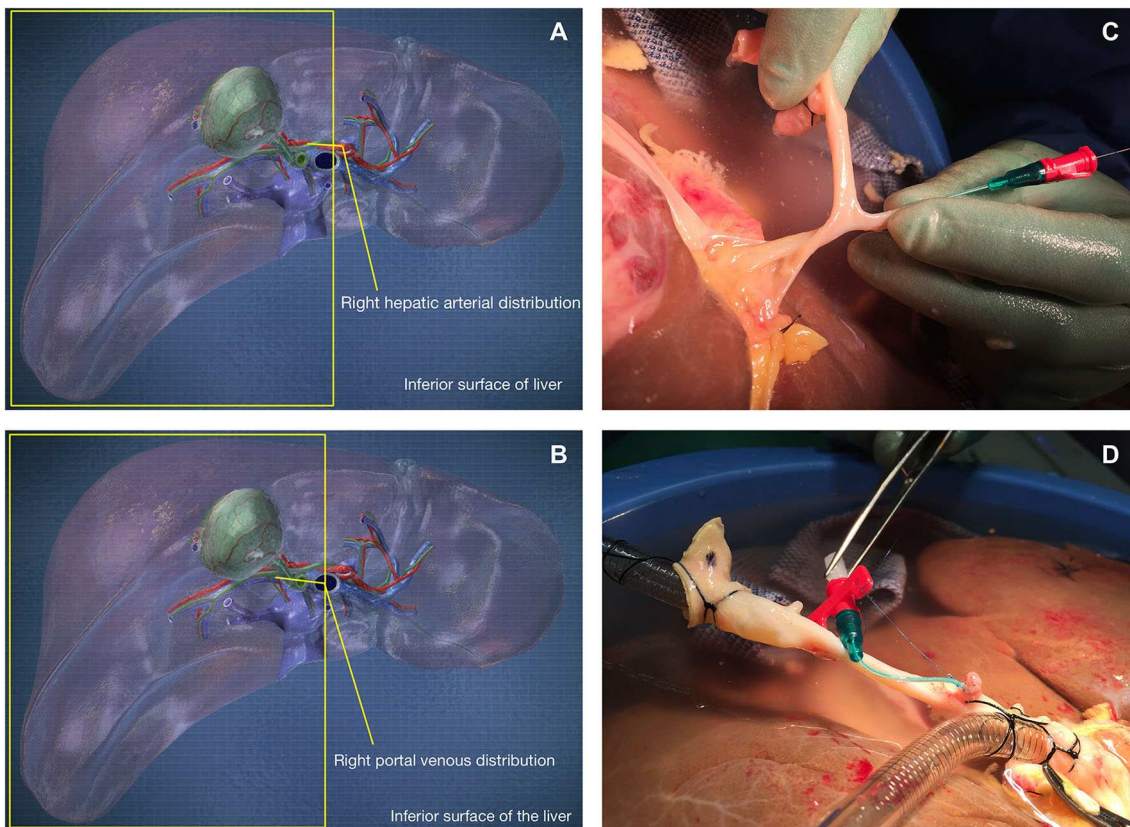 A
Right hepatic arterial distribution
Inferior surface of liver
C
B
Right portal venous distribution
Inferior surface of the liver
D